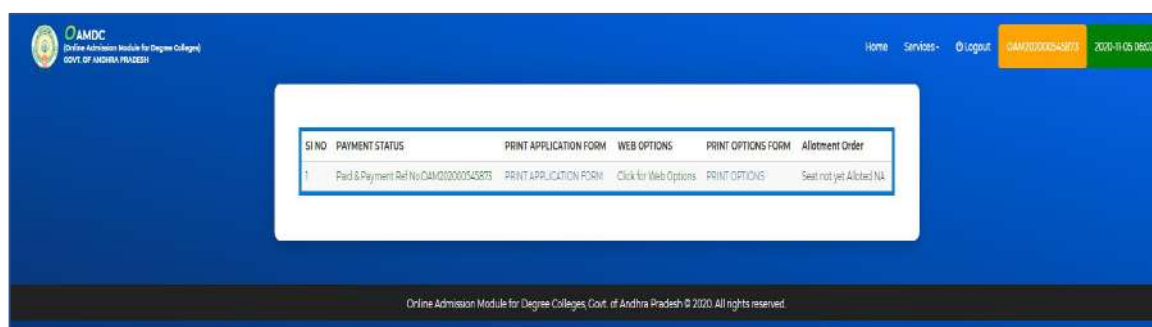 OAMDC
(Online Admission Module for Degree Colleges)
GOVT. OF ANDHRA PRADESH
Home Services Logout OAM202000545873 2020-11-05 06:02
SI NO PAYMENT STATUS PRINT APPLICATION FORM WEB OPTIONS PRINT OPTIONS FORM Allotment Order
1 Paid & Payment Ref No:OAM202000545873 PRINT APPLICATION FORM Click for Web Options PRINT OPTIONS Seat not yet Alloted NA
Online Admission Module for Degree Colleges, Govt. of Andhra Pradesh © 2020. All rights reserved.